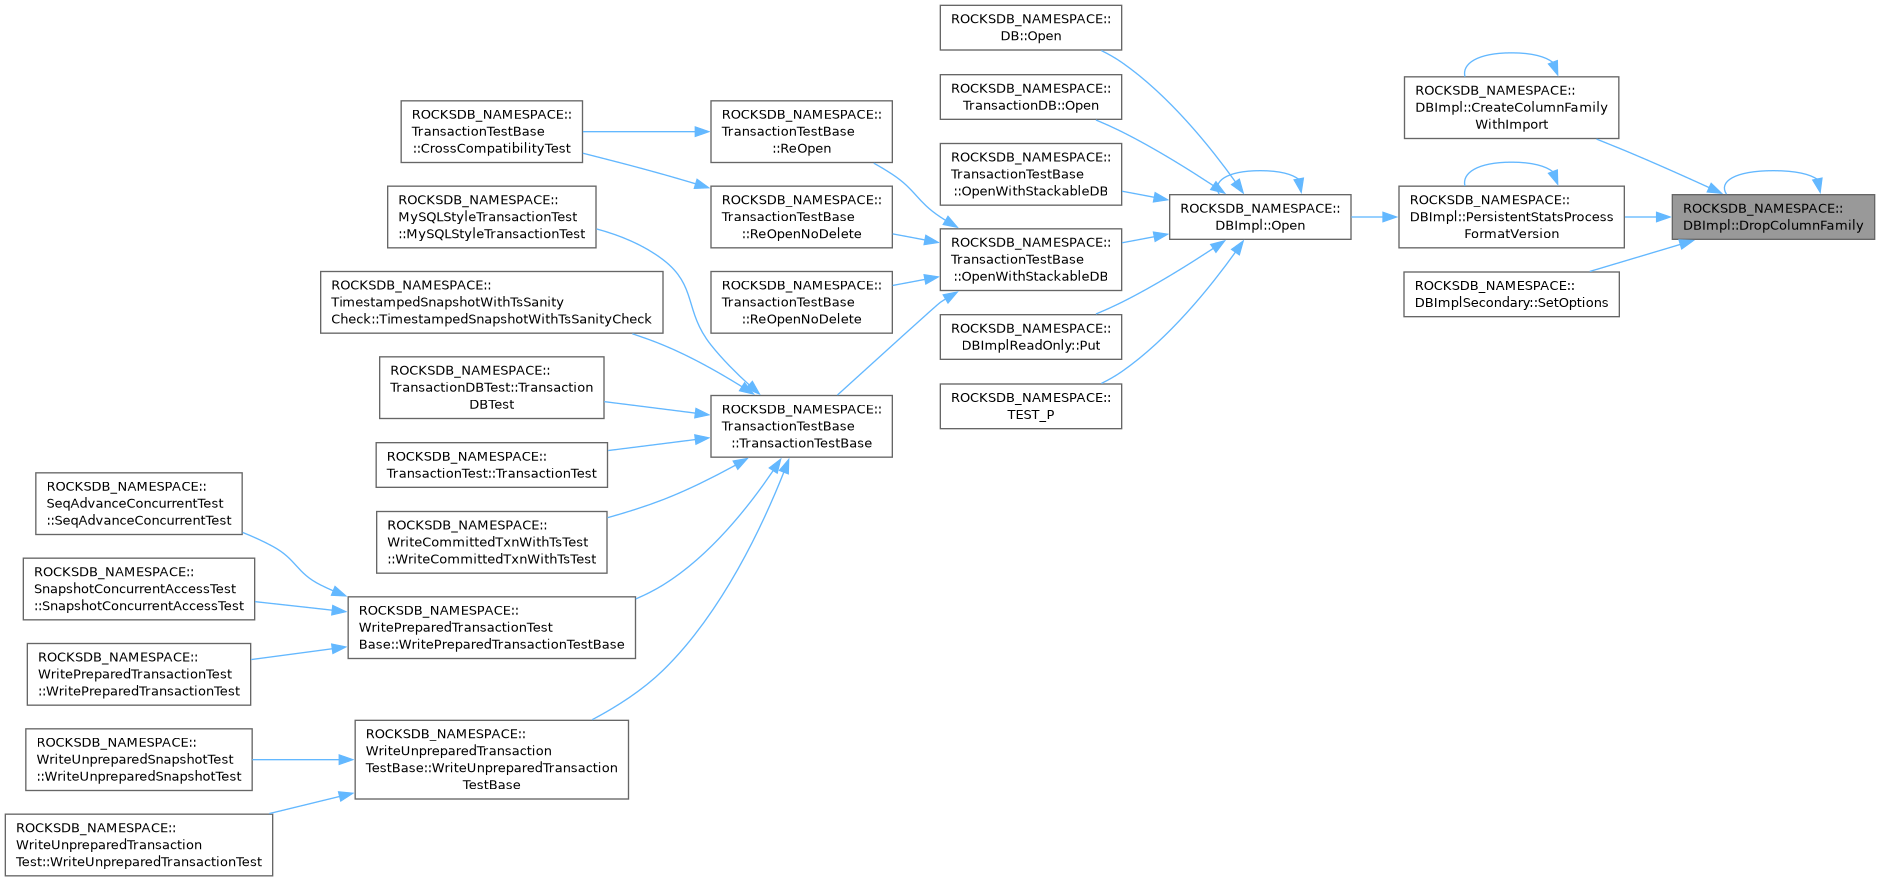 ROCKSDB_NAMESPACE::
DB::Open
ROCKSDB_NAMESPACE::
TransactionDB::Open
ROCKSDB_NAMESPACE::
TransactionTestBase
::OpenWithStackableDB
ROCKSDB_NAMESPACE::
TransactionTestBase
::OpenWithStackableDB
ROCKSDB_NAMESPACE::
DBImplReadOnly::Put
ROCKSDB_NAMESPACE::
TEST_P
ROCKSDB_NAMESPACE::
DBImpl::CreateColumnFamily
WithImport
ROCKSDB_NAMESPACE::
DBImpl::PersistentStatsProcess
FormatVersion
ROCKSDB_NAMESPACE::
DBImplSecondary::SetOptions
ROCKSDB_NAMESPACE::
DBImpl::DropColumnFamily
ROCKSDB_NAMESPACE::
DBImpl::Open
ROCKSDB_NAMESPACE::
TransactionTestBase
::CrossCompatibilityTest
ROCKSDB_NAMESPACE::
TransactionTestBase
::ReOpen
ROCKSDB_NAMESPACE::
TransactionTestBase
::ReOpenNoDelete
ROCKSDB_NAMESPACE::
TransactionTestBase
::ReOpenNoDelete
ROCKSDB_NAMESPACE::
MySQLStyleTransactionTest
::MySQLStyleTransactionTest
ROCKSDB_NAMESPACE::
TimestampedSnapshotWithTsSanity
Check::TimestampedSnapshotWithTsSanityCheck
ROCKSDB_NAMESPACE::
TransactionDBTest::Transaction
DBTest
ROCKSDB_NAMESPACE::
TransactionTestBase
::TransactionTestBase
ROCKSDB_NAMESPACE::
TransactionTest::TransactionTest
ROCKSDB_NAMESPACE::
WriteCommittedTxnWithTsTest
::WriteCommittedTxnWithTsTest
ROCKSDB_NAMESPACE::
SeqAdvanceConcurrentTest
::SeqAdvanceConcurrentTest
ROCKSDB_NAMESPACE::
SnapshotConcurrentAccessTest
::SnapshotConcurrentAccessTest
ROCKSDB_NAMESPACE::
WritePreparedTransactionTest
Base::WritePreparedTransactionTestBase
ROCKSDB_NAMESPACE::
WritePreparedTransactionTest
::WritePreparedTransactionTest
ROCKSDB_NAMESPACE::
WriteUnpreparedSnapshotTest
::WriteUnpreparedSnapshotTest
ROCKSDB_NAMESPACE::
WriteUnpreparedTransaction
TestBase::WriteUnpreparedTransaction
TestBase
ROCKSDB_NAMESPACE::
WriteUnpreparedTransaction
Test::WriteUnpreparedTransactionTest